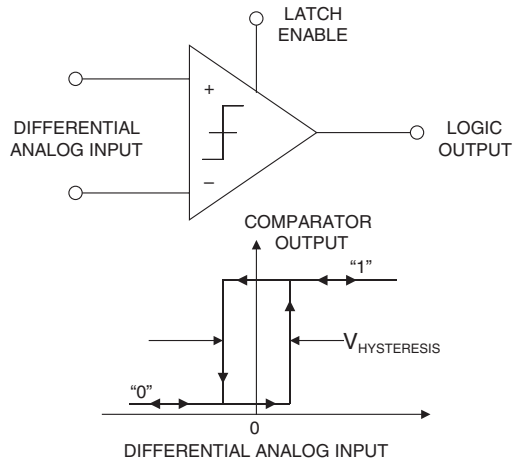 LATCH
ENABLE
+
DIFFERENTIAL
ANALOG INPUT
–
LOGIC
OUTPUT
COMPARATOR
OUTPUT
“1”
VHYSTERESIS
“0”
0
DIFFERENTIAL ANALOG INPUT